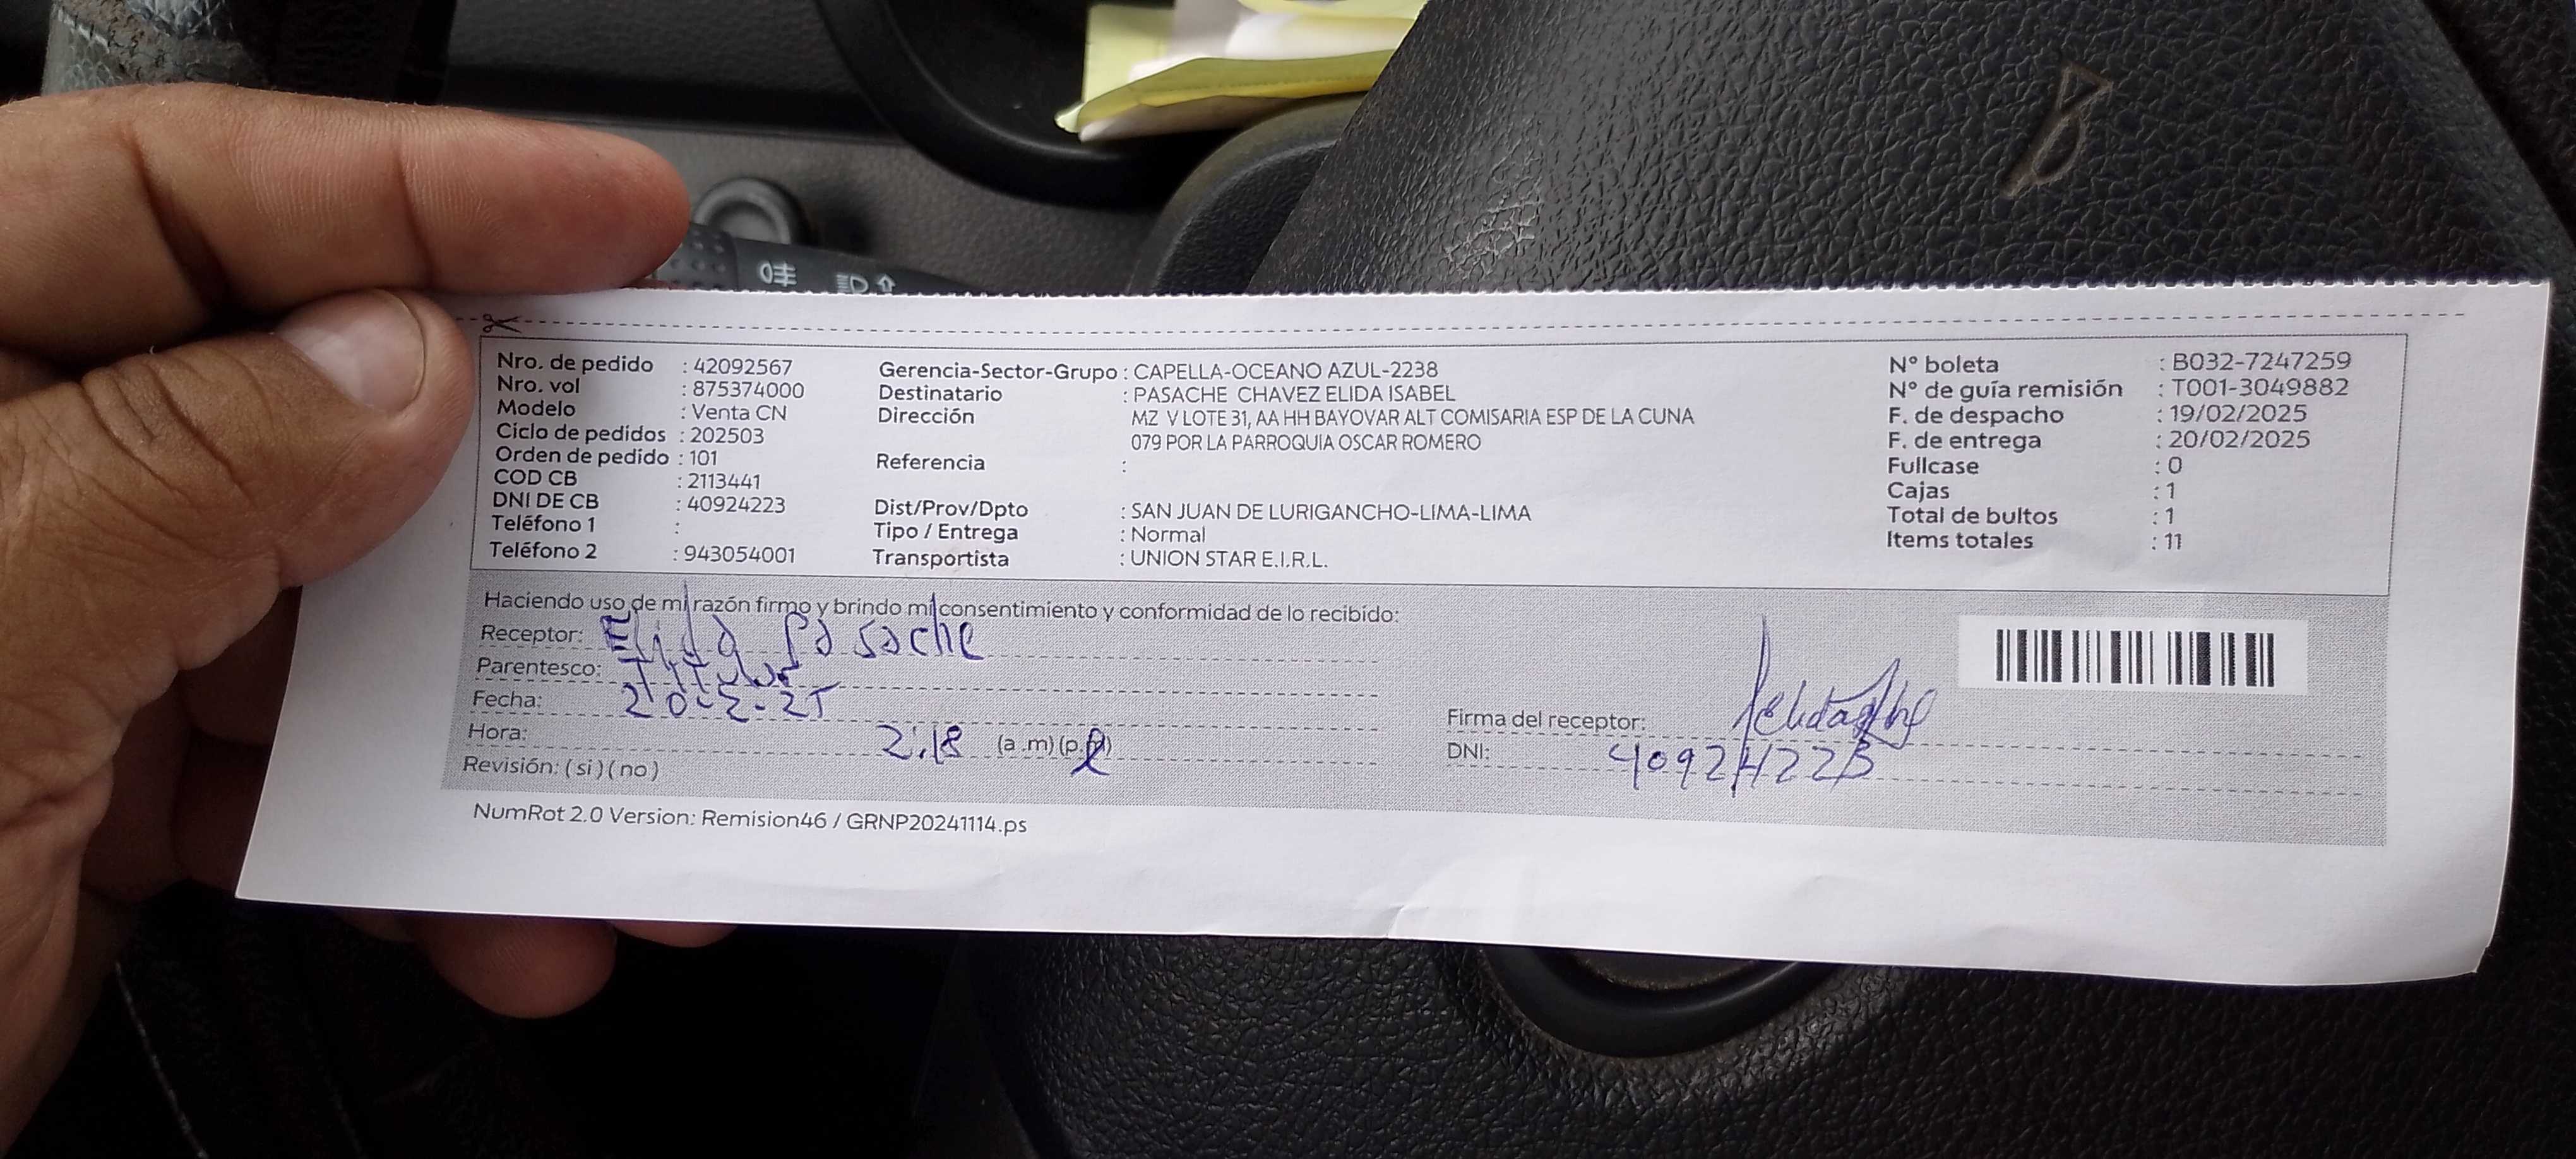 Nro. de pedido : 42092567
Nro. vol : 875374000
Modelo : Venta CN
Ciclo de pedidos : 202503
Orden de pedido : 101
COD CB : 2113441
DNI DE CB : 40924223
Teléfono 1 :
Teléfono 2 : 943054001
Gerencia-Sector-Grupo : CAPELLA-OCEANO AZUL-2238
Destinatario : PASACHE CHAVEZ ELIDA ISABEL
Dirección MZ V LOTE 31, AA HH BAYOVAR ALT COMISARIA ESP DE LA CUNA
079 POR LA PARROQUIA OSCAR ROMERO
Referencia :
Dist/Prov/Dpto : SAN JUAN DE LURIGANCHO-LIMA-LIMA
Tipo / Entrega : Normal
Transportista : UNION STAR E.I.R.L.
N° boleta : B032-7247259
N° de guía remisión : T001-3049882
F. de despacho : 19/02/2025
F. de entrega : 20/02/2025
Fullcase : 0
Cajas : 1
Total de bultos : 1
Items totales : 11
Haciendo uso de mi razón firmo y brindo mi consentimiento y conformidad de lo recibido:
Receptor: Elida Pasache
Parentesco: Titular
Fecha: 20-2-25
Hora: 2:18 (a.m) (p.m)
Revisión: (si) (no)
Firma del receptor:
DNI: 40924223
NumRot 2.0 Version: Remision46 / GRNP20241114.ps